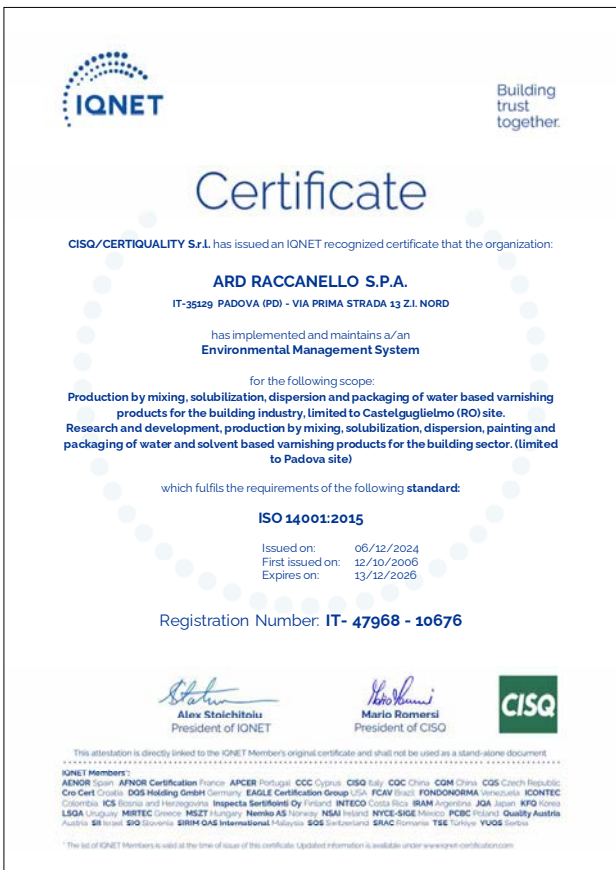 IQNET
Building
trust
together.
Certificate
CISQ/CERTIQUALITY S.r.l. has issued an IQNET recognized certificate that the organization:
ARD RACCANELLO S.P.A.
IT-35129 PADOVA (PD) - VIA PRIMA STRADA 13 Z.I. NORD
has implemented and maintains a/an
Environmental Management System
for the following scope:
Production by mixing, solubilization, dispersion and packaging of water based varnishing
products for the building industry, limited to Castelguglielmo (RO) site.
Research and development, production by mixing, solubilization, dispersion, painting and
packaging of water and solvent based varnishing products for the building sector. (limited
to Padova site)
which fulfils the requirements of the following standard:
ISO 14001:2015
Issued on: 06/12/2024
First issued on: 12/10/2006
Expires on: 13/12/2026
Registration Number: IT- 47968 - 10676
Alex Stoichitoiu
President of IQNET
Mario Romersi
President of CISQ
CISQ
This attestation is directly linked to the IQNET Member's original certificate and shall not be used as a stand-alone document
IQNET Members*:
AENOR Spain AFNOR Certification France APCER Portugal CCC Cyprus CISQ Italy CQC China CQM China CQS Czech Republic
Cro Cert Croatia DQS Holding GmbH Germany EAGLE Certification Group USA FCAV Brazil FONDONORMA Venezuela ICONTEC
Colombia ICS Bosnia and Herzegovina Inspecta Sertifiointi Oy Finland INTECO Costa Rica IRAM Argentina JQA Japan KFQ Korea
LSQA Uruguay MIRTEC Greece MSZT Hungary Nemko AS Norway NSAI Ireland NYCE-SIGE Mexico PCBC Poland Quality Austria
Austria SII Israel SIQ Slovenia SIRIM QAS International Malaysia SQS Switzerland SRAC Romania TSE Türkiye YUQS Serbia
* The list of IQNET Members is valid at the time of issue of this certificate. Updated information is available under www.iqnet-certification.com